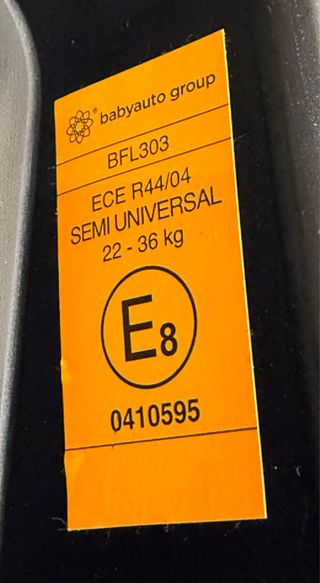 babyauto group
BFL303
ECE R44/04
SEMI UNIVERSAL
22 - 36 kg
E8
0410595